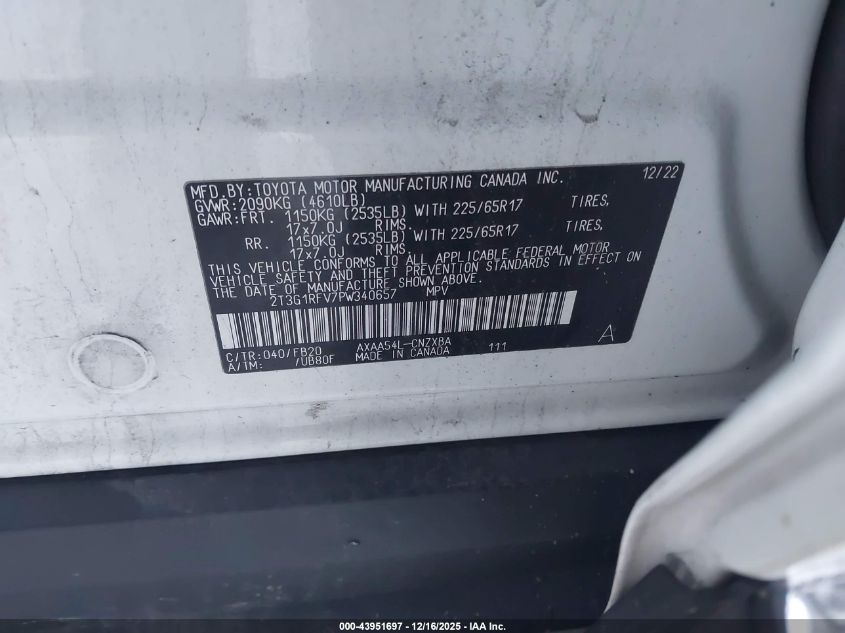 MFD.BY:TOYOTA MOTOR MANUFACTURING CANADA INC. 12/22
GVWR:2090KG (4610LB)
GAWR:FRT. 1150KG (2535LB) WITH 225/65R17 TIRES,
17x7.0J RIMS.
RR. 1150KG (2535LB) WITH 225/65R17 TIRES,
17x7.0J RIMS.
THIS VEHICLE CONFORMS TO ALL APPLICABLE FEDERAL MOTOR
VEHICLE SAFETY AND THEFT PREVENTION STANDARDS IN EFFECT ON
THE DATE OF MANUFACTURE SHOWN ABOVE.
2T3G1RFV7PW340657 MPV
C/TR:040/FB20 AXAA54L-CNZXBA 111 A
A/TM: /UB80F MADE IN CANADA
000-43951697 - 12/16/2025 - IAA Inc.